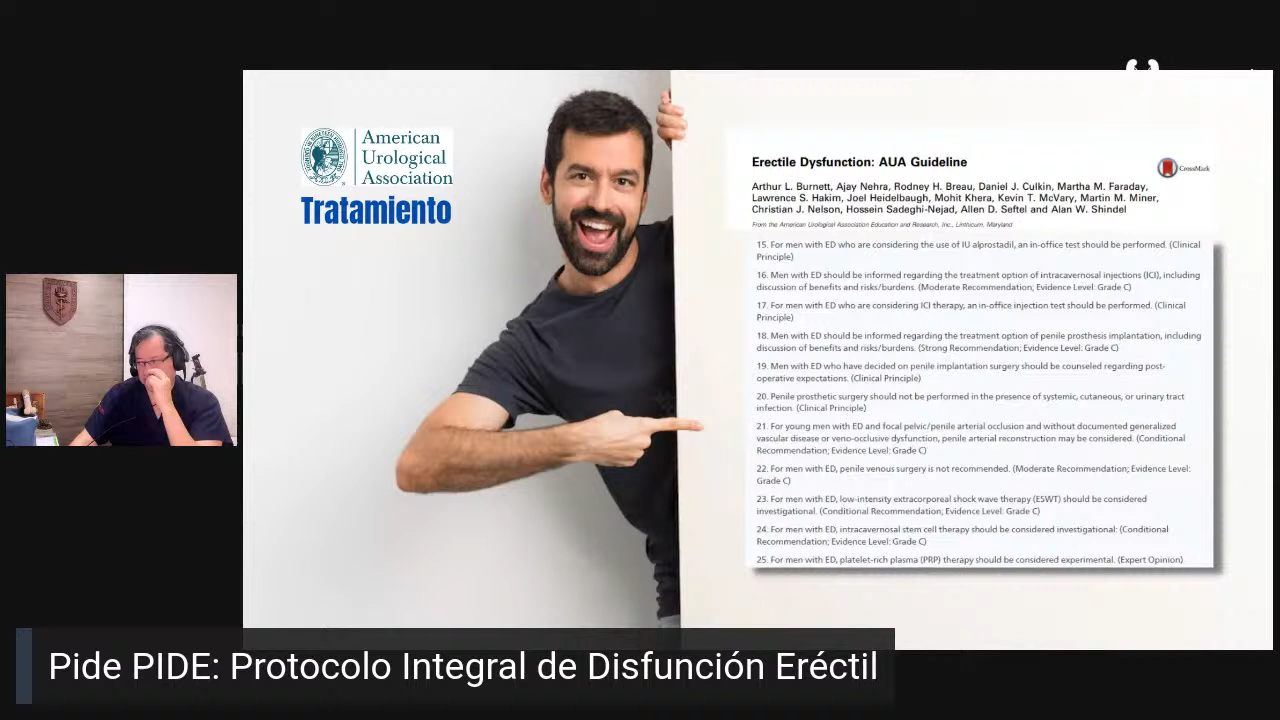 American
Urological
Association
Tratamiento
Erectile Dysfunction: AUA Guideline
CrossMark
Arthur L. Burnett, Ajay Nehra, Rodney H. Breau, Daniel J. Culkin, Martha M. Faraday,
Lawrence S. Hakim, Joel Heidelbaugh, Mohit Khera, Kevin T. McVary, Martin M. Miner,
Christian J. Nelson, Hossein Sadeghi-Nejad, Allen D. Seftel and Alan W. Shindel
From the American Urological Association Education and Research, Inc., Linthicum, Maryland
15. For men with ED who are considering the use of IU alprostadil, an in-office test should be performed. (Clinical
Principle)
16. Men with ED should be informed regarding the treatment option of intracavernosal injections (ICI), including
discussion of benefits and risks/burdens. (Moderate Recommendation; Evidence Level: Grade C)
17. For men with ED who are considering ICI therapy, an in-office injection test should be performed. (Clinical
Principle)
18. Men with ED should be informed regarding the treatment option of penile prosthesis implantation, including
discussion of benefits and risks/burdens. (Strong Recommendation; Evidence Level: Grade C)
19. Men with ED who have decided on penile implantation surgery should be counseled regarding post-
operative expectations. (Clinical Principle)
20. Penile prosthetic surgery should not be performed in the presence of systemic, cutaneous, or urinary tract
infection. (Clinical Principle)
21. For young men with ED and focal pelvic/penile arterial occlusion and without documented generalized
vascular disease or veno-occlusive dysfunction, penile arterial reconstruction may be considered. (Conditional
Recommendation; Evidence Level: Grade C)
22. For men with ED, penile venous surgery is not recommended. (Moderate Recommendation; Evidence Level:
Grade C)
23. For men with ED, low-intensity extracorporeal shock wave therapy (ESWT) should be considered
investigational. (Conditional Recommendation; Evidence Level: Grade C)
24. For men with ED, intracavernosal stem cell therapy should be considered investigational: (Conditional
Recommendation; Evidence Level: Grade C)
25. For men with ED, platelet-rich plasma (PRP) therapy should be considered experimental. (Expert Opinion)
Pide PIDE: Protocolo Integral de Disfunción Eréctil